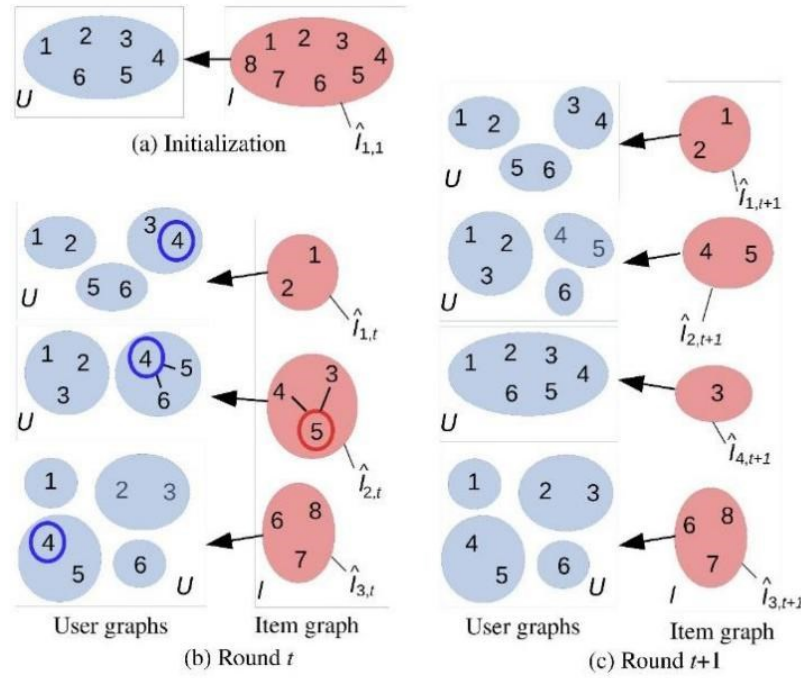 1 2 3 4
6 5
U
1 2 3 4
8 7 6 5
I
Î1,1
(a) Initialization
1 2
3 4
5 6
U
1
2
Î1,t
1 2
3
4 5
6
U
4 3
5
Î2,t
1
2 3
4
5
6
U
6 8
7
I
Î3,t
User graphs
Item graph
(b) Round t
1 2
3
4
5 6
U
1
2
Î1,t+1
1 2
3
4 5
6
U
4 5
Î2,t+1
1 2 3 4
6 5
U
3
Î4,t+1
1
2 3
4
5
6
U
6 8
7
I
Î3,t+1
User graphs
Item graph
(c) Round t+1